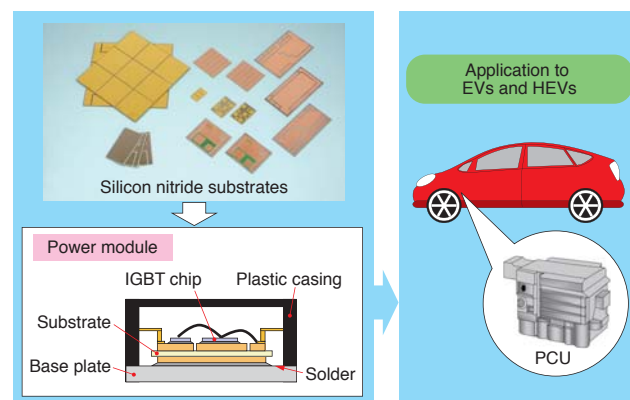 Silicon nitride substrates
Power module
IGBT chip
Plastic casing
Substrate
Base plate
Solder
Application to
EVs and HEVs
PCU